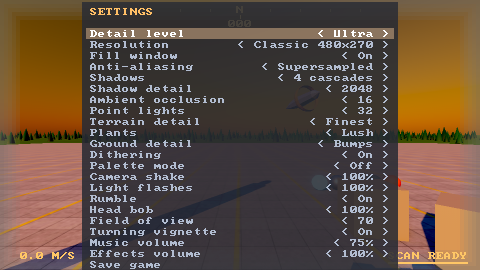 SETTINGS
N
000
Detail level < Ultra >
Resolution < Classic 480x270 >
Fill window < On >
Anti-aliasing < Supersampled >
Shadows < 4 cascades >
Shadow detail < 2048 >
Ambient occlusion < 16 >
Point lights < 32 >
Terrain detail < Finest >
Plants < Lush >
Ground detail < Bumps >
Dithering < On >
Palette mode < Off >
Camera shake < 100% >
Light flashes < 100% >
Rumble < On >
Head bob < 100% >
Field of view < 70 >
Turning vignette < On >
Music volume < 75% >
Effects volume < 100% >
Save game
0.0 M/S
CAN READY